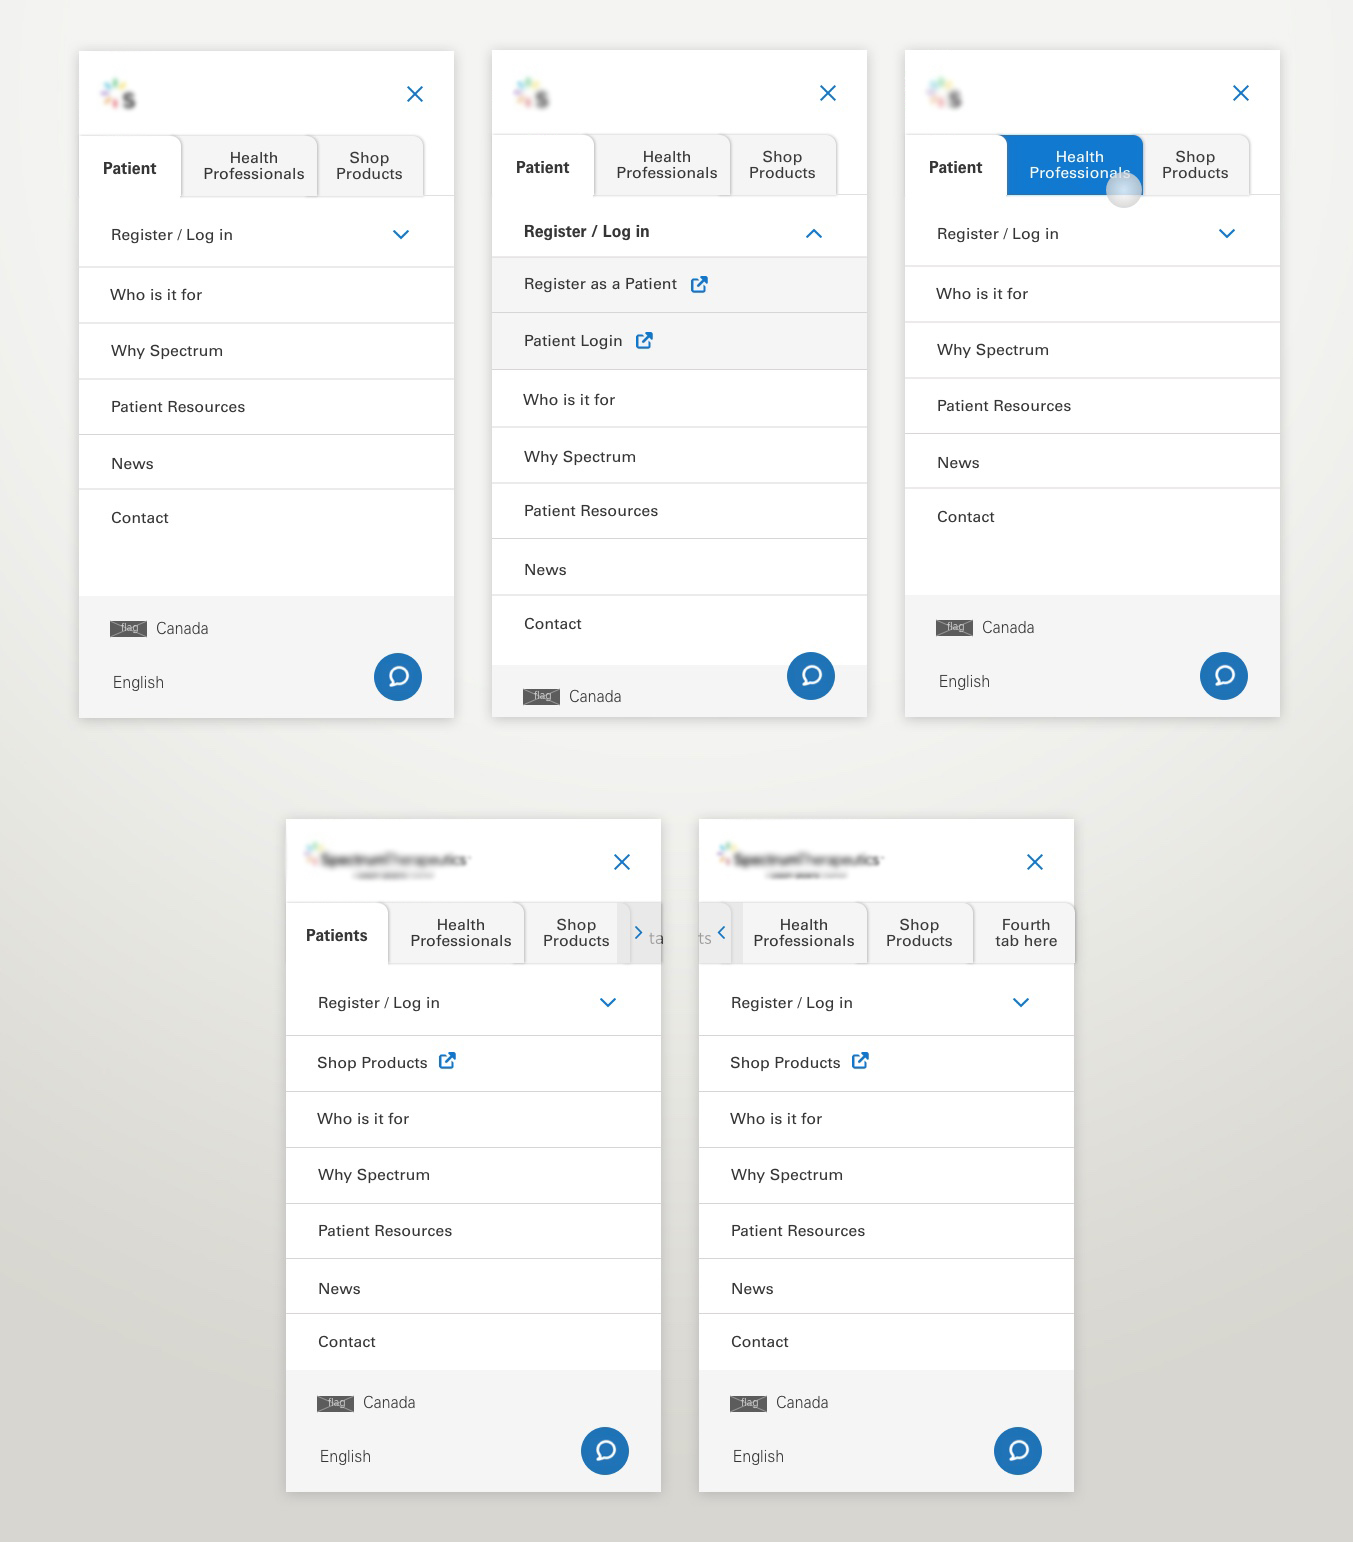 S
Patient
Health
Professionals
Shop
Products
Register / Log in
Who is it for
Why Spectrum
Patient Resources
News
Contact
flag Canada
English
S
Patient
Health
Professionals
Shop
Products
Register / Log in
Register as a Patient
Patient Login
Who is it for
Why Spectrum
Patient Resources
News
Contact
flag Canada
S
Patient
Health
Professionals
Shop
Products
Register / Log in
Who is it for
Why Spectrum
Patient Resources
News
Contact
flag Canada
English
SpectrumTherapeutics
Patients
Health
Professionals
Shop
Products
ta
Register / Log in
Shop Products
Who is it for
Why Spectrum
Patient Resources
News
Contact
flag Canada
English
SpectrumTherapeutics
ts
Health
Professionals
Shop
Products
Fourth
tab here
Register / Log in
Shop Products
Who is it for
Why Spectrum
Patient Resources
News
Contact
flag Canada
English